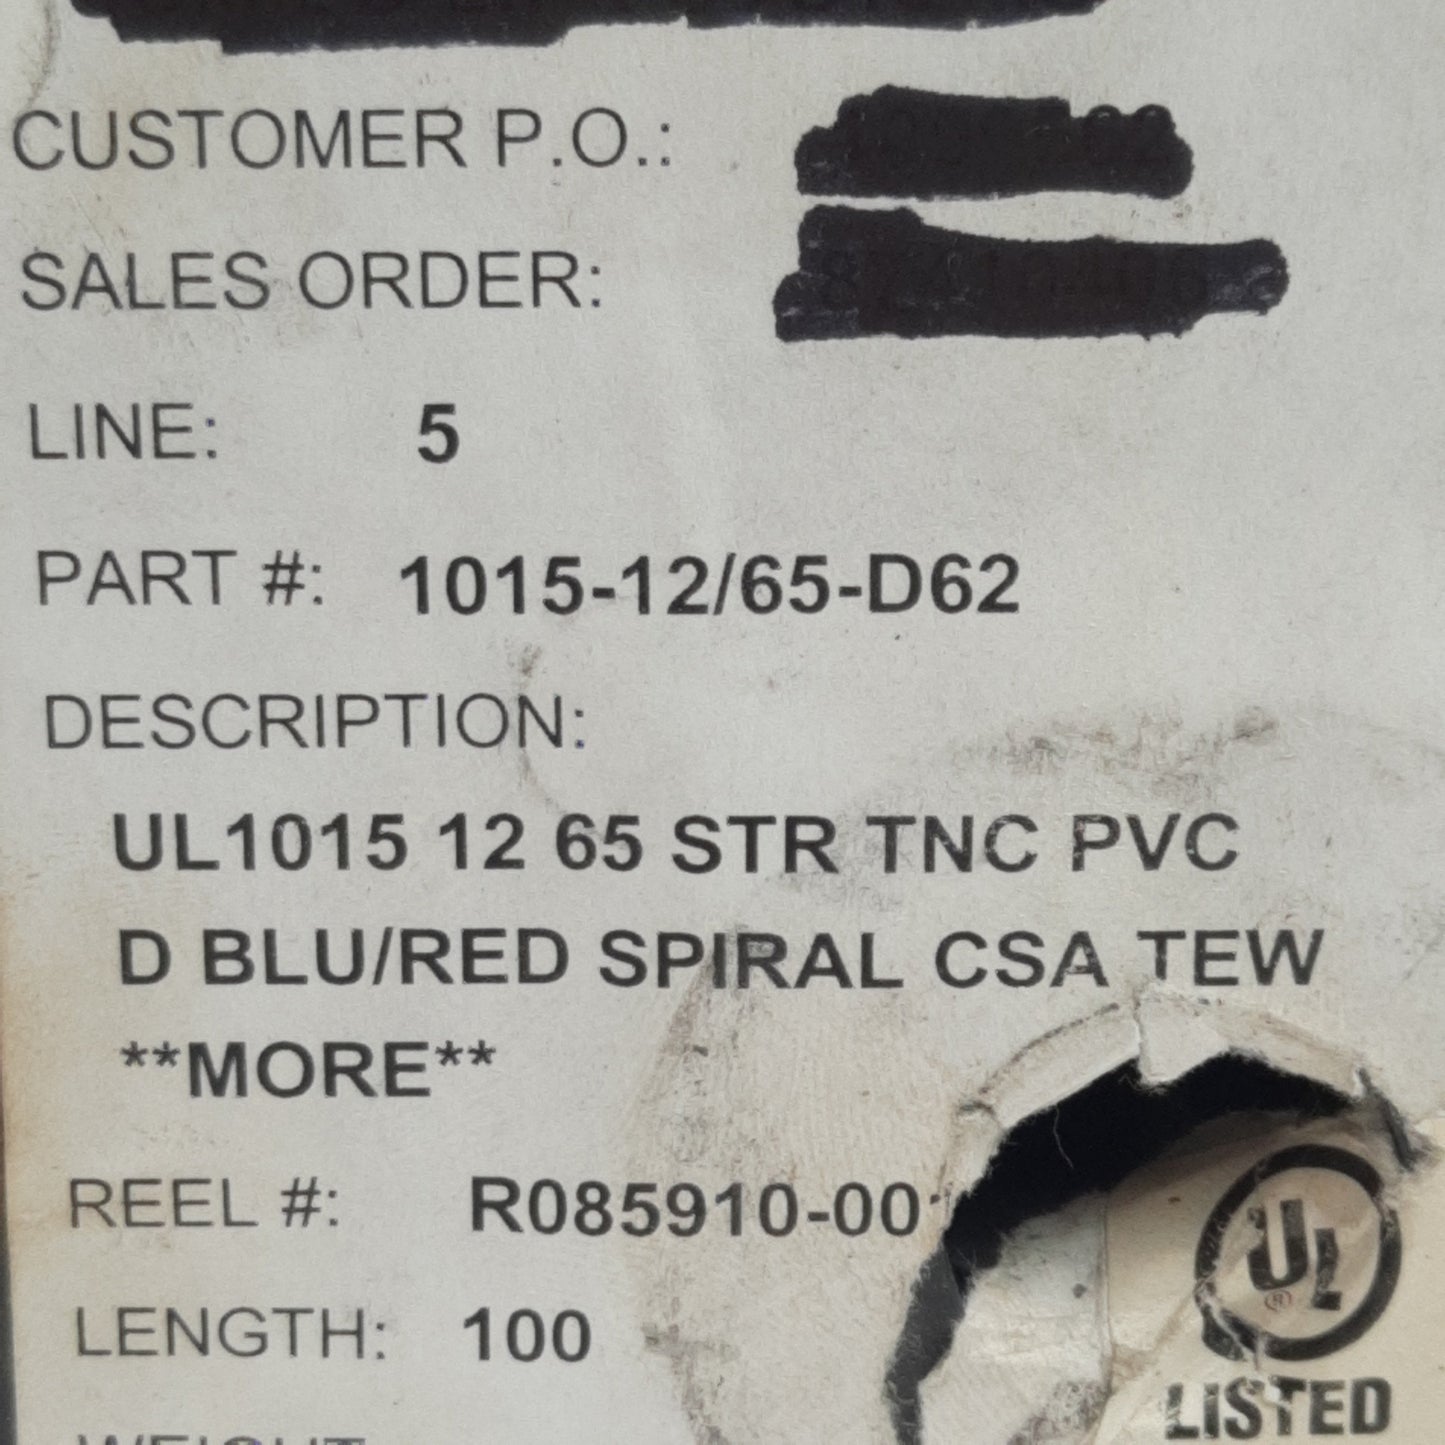 CUSTOMER P.O.:
SALES ORDER:
LINE: 5
PART #: 1015-12/65-D62
DESCRIPTION:
UL1015 12 65 STR TNC PVC
D BLU/RED SPIRAL CSA TEW
**MORE**
REEL #: R085910-00
LENGTH: 100
UL ®
LISTED